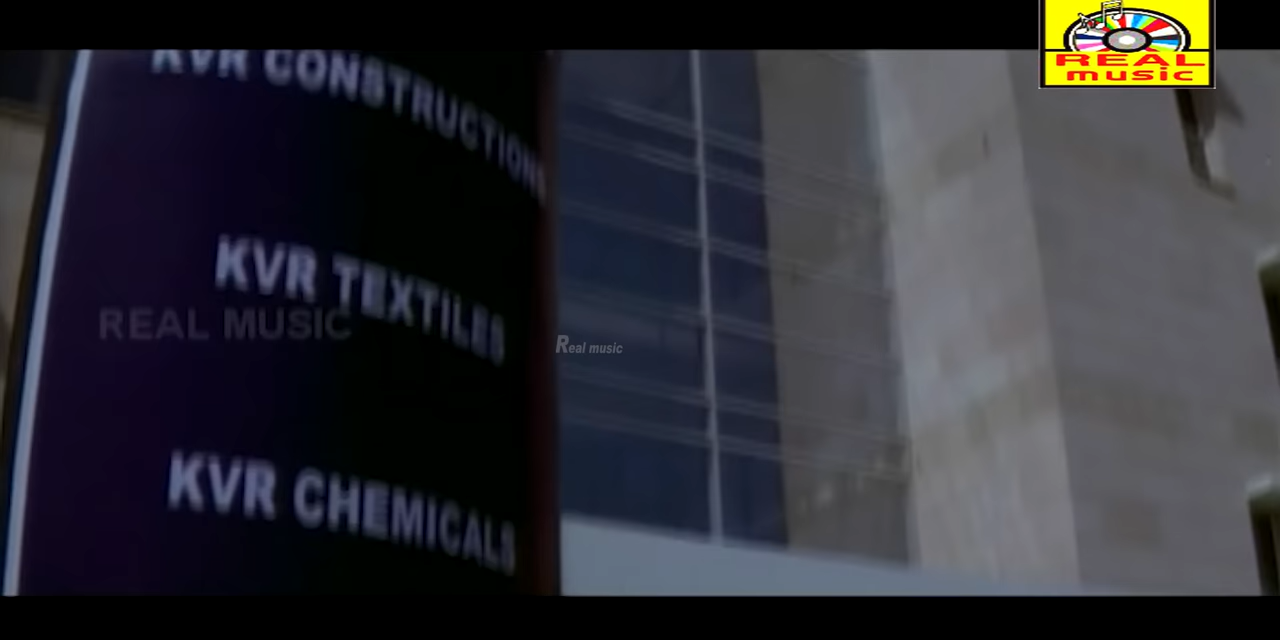 REAL
music
KVR CONSTRUCTIONS
KVR TEXTILES
REAL MUSIC
Real music
KVR CHEMICALS